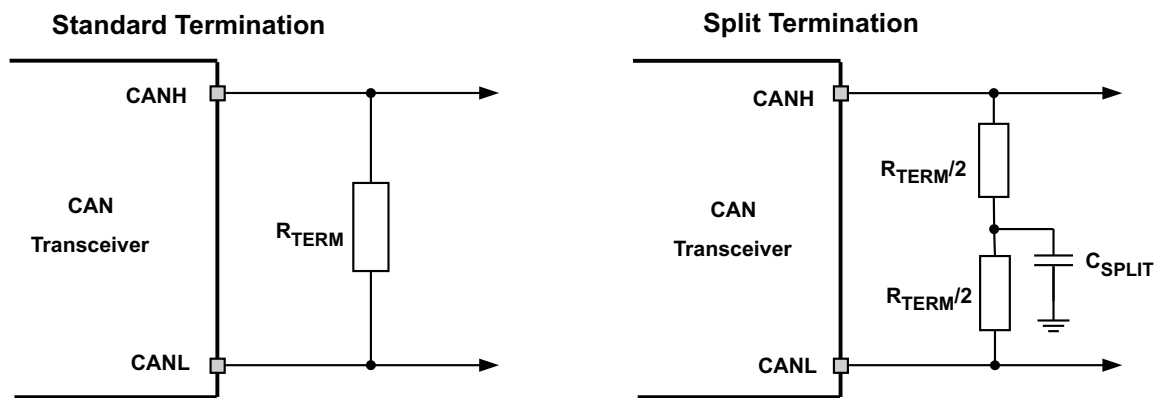 Standard Termination
CANH
CAN
Transceiver
RTERM
CANL
Split Termination
CANH
RTERM/2
CAN
Transceiver
CSPLIT
RTERM/2
CANL